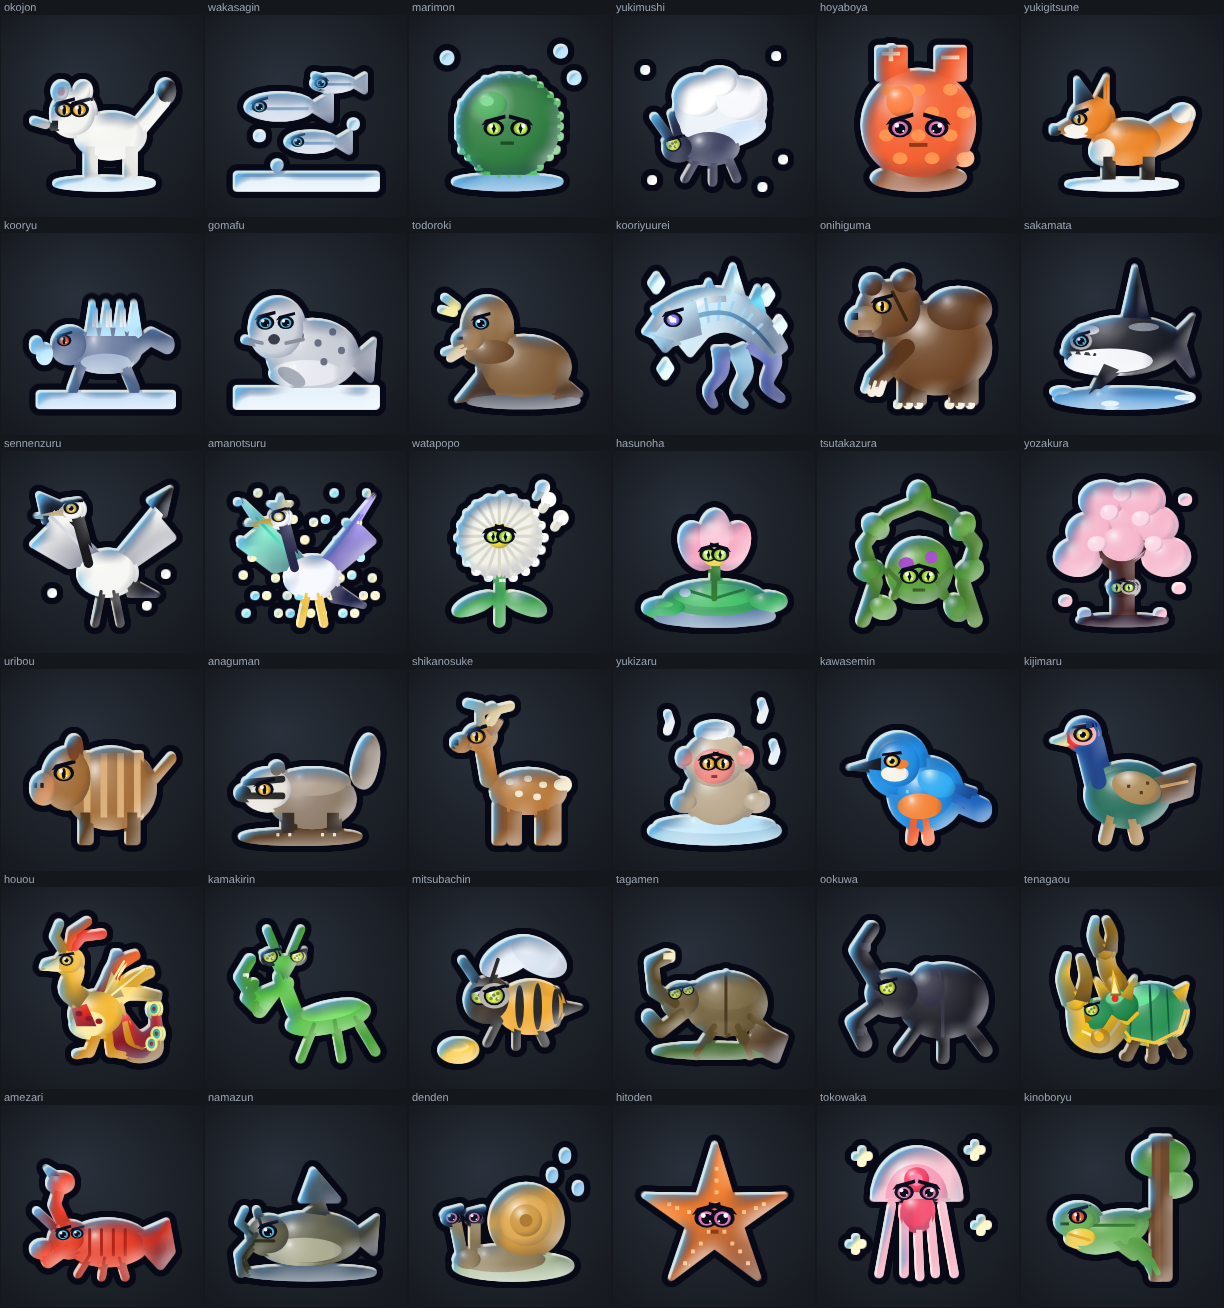 okojon wakasagin marimon yukimushi hoyaboya yukigitsune
kooryu gomafu todoroki kooriyuurei onihiguma sakamata
sennenzuru amanotsuru watapopo hasunoha tsutakazura yozakura
uribou anaguman shikanosuke yukizaru kawasemin kijimaru
houou kamakirin mitsubachin tagamen ookuwa tenagaou
amezari namazun denden hitoden tokowaka kinoboryu